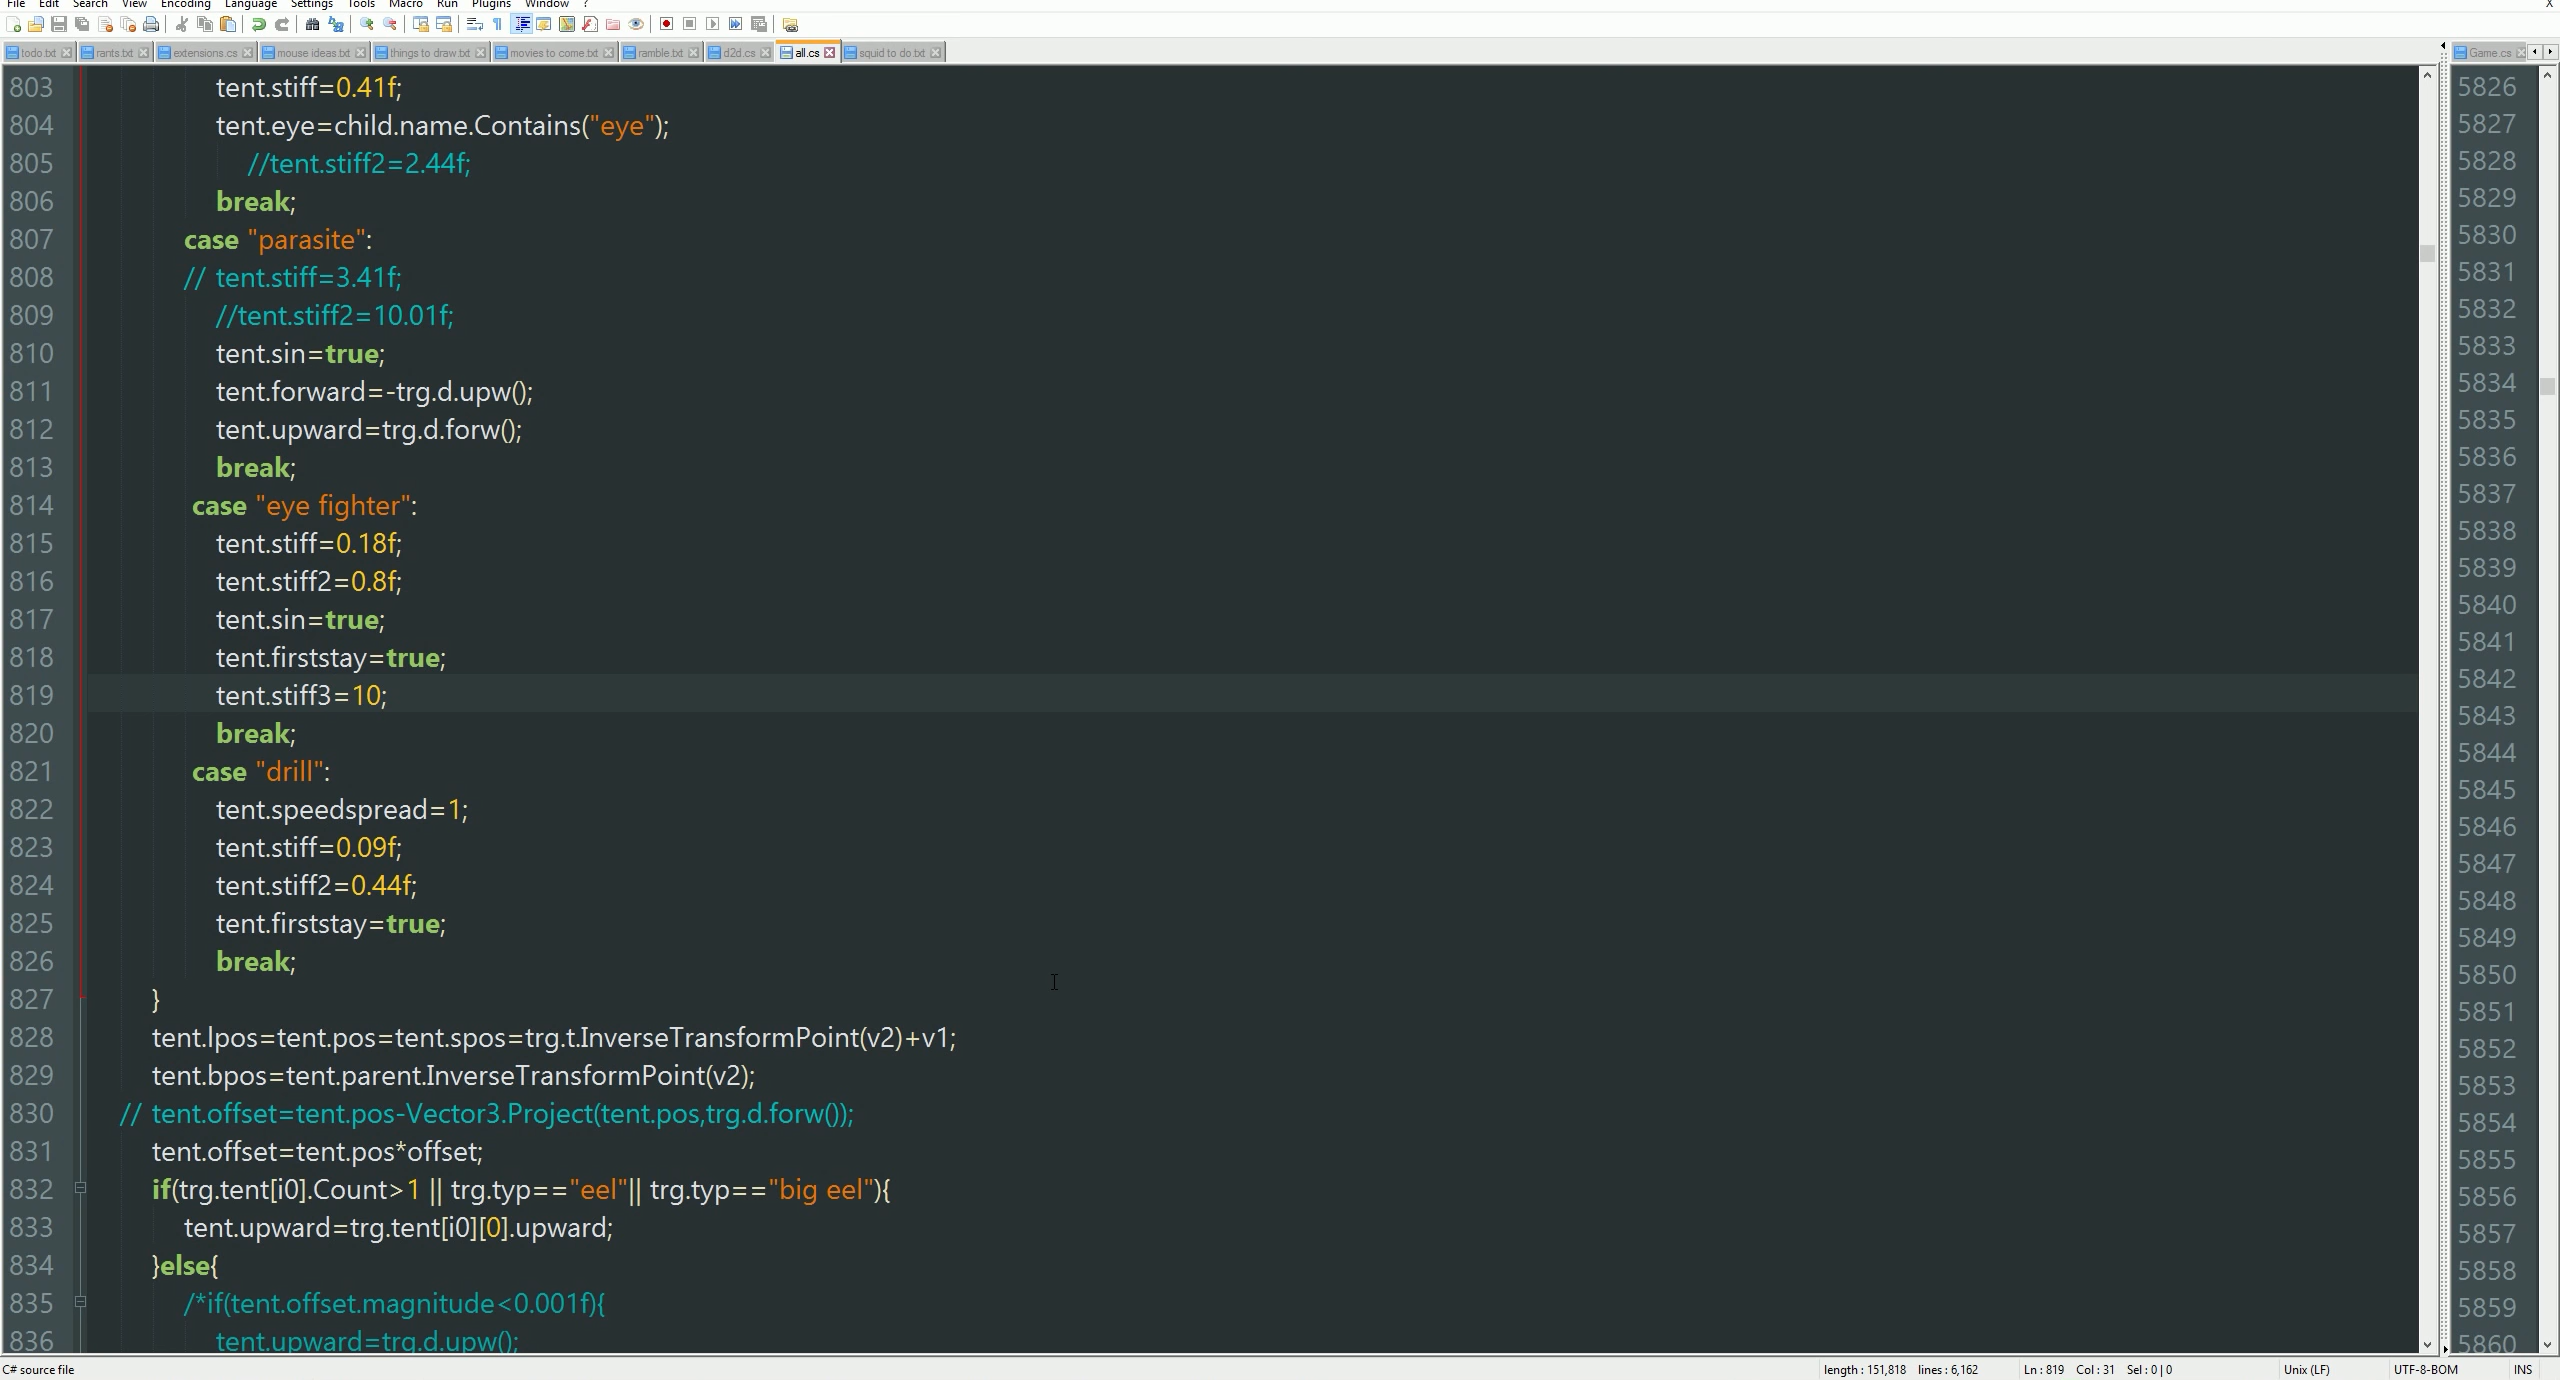 File Edit Search View Encoding Language Settings Tools Macro Run Plugins Window ? X
todo.txt rants.txt extensions.cs mouse ideas.txt things to draw.txt movies to come.txt ramble.txt d2d.cs all.cs squid to do.txt Game.cs
803 tent.stiff=0.41f;
804 tent.eye=child.name.Contains("eye");
805 //tent.stiff2=2.44f;
806 break;
807 case "parasite":
808 // tent.stiff=3.41f;
809 //tent.stiff2=10.01f;
810 tent.sin=true;
811 tent.forward=-trg.d.upw();
812 tent.upward=trg.d.forw();
813 break;
814 case "eye fighter":
815 tent.stiff=0.18f;
816 tent.stiff2=0.8f;
817 tent.sin=true;
818 tent.firststay=true;
819 tent.stiff3=10;
820 break;
821 case "drill":
822 tent.speedspread=1;
823 tent.stiff=0.09f;
824 tent.stiff2=0.44f;
825 tent.firststay=true;
826 break;
827 }
828 tent.lpos=tent.pos=tent.spos=trg.t.InverseTransformPoint(v2)+v1;
829 tent.bpos=tent.parent.InverseTransformPoint(v2);
830 // tent.offset=tent.pos-Vector3.Project(tent.pos,trg.d.forw());
831 tent.offset=tent.pos*offset;
832 if(trg.tent[i0].Count>1 || trg.typ=="eel"|| trg.typ=="big eel"){
833 tent.upward=trg.tent[i0][0].upward;
834 }else{
835 /*if(tent.offset.magnitude<0.001f){
836 tent.upward=trg.d.upw();
5826
5827
5828
5829
5830
5831
5832
5833
5834
5835
5836
5837
5838
5839
5840
5841
5842
5843
5844
5845
5846
5847
5848
5849
5850
5851
5852
5853
5854
5855
5856
5857
5858
5859
5860
C# source file length : 151,818 lines : 6,162 Ln : 819 Col : 31 Sel : 0 | 0 Unix (LF) UTF-8-BOM INS